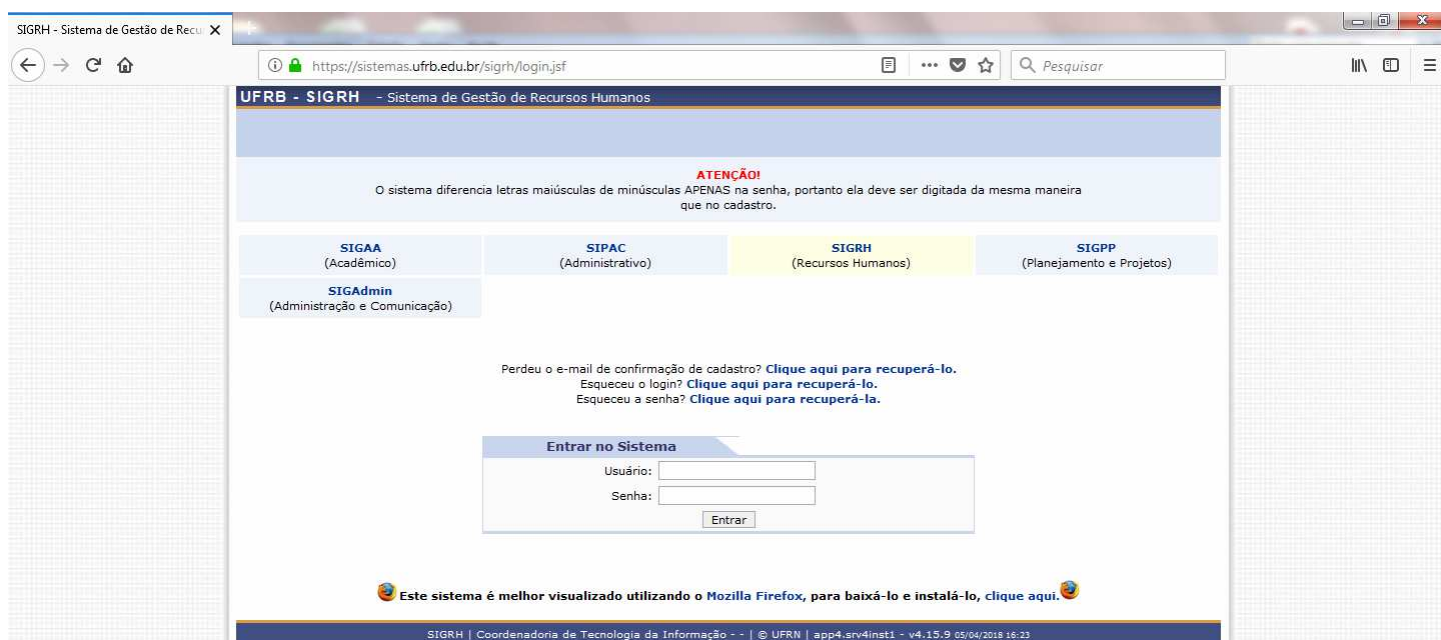 SIGRH - Sistema de Gestão de Recu
https://sistemas.ufrb.edu.br/sigrh/login.jsf
Pesquisar
UFRB - SIGRH - Sistema de Gestão de Recursos Humanos
ATENÇÃO!
O sistema diferencia letras maiúsculas de minúsculas APENAS na senha, portanto ela deve ser digitada da mesma maneira
que no cadastro.
SIGAA
(Acadêmico)
SIPAC
(Administrativo)
SIGRH
(Recursos Humanos)
SIGPP
(Planejamento e Projetos)
SIGAdmin
(Administração e Comunicação)
Perdeu o e-mail de confirmação de cadastro? Clique aqui para recuperá-lo.
Esqueceu o login? Clique aqui para recuperá-lo.
Esqueceu a senha? Clique aqui para recuperá-la.
Entrar no Sistema
Usuário:
Senha:
Entrar
Este sistema é melhor visualizado utilizando o Mozilla Firefox, para baixá-lo e instalá-lo, clique aqui.
SIGRH | Coordenadoria de Tecnologia da Informação - - | © UFRN | app4.srv4inst1 - v4.15.9 05/04/2018 16:23